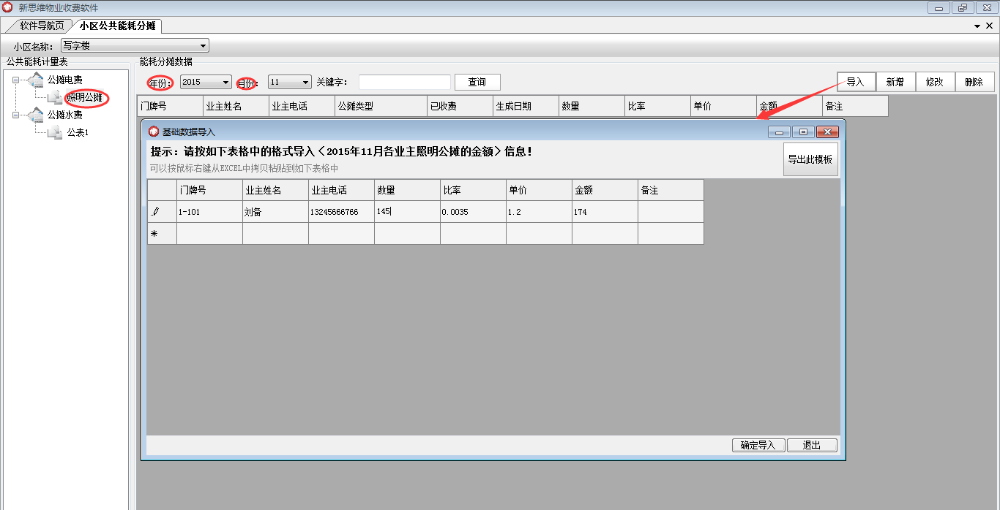 新思维物业收费软件
软件导航页 小区公共能耗分摊
小区名称： 写字楼
公共能耗计量表 能耗分摊数据
公摊电费
照明公摊
公摊水费
公表1
年份： 2015 月份： 11 关键字： 查询 导入 新增 修改 删除
门牌号 业主姓名 业主电话 公摊类型 已收费 生成日期 数量 比率 单价 金额 备注
基础数据导入
提示：请按如下表格中的格式导入〈2015年11月各业主照明公摊的金额〉信息！
可以按鼠标右键从EXCEL中拷贝粘贴到如下表格中
导出此模板
门牌号 业主姓名 业主电话 数量 比率 单价 金额 备注
1-101 刘备 13245666766 145 0.0035 1.2 174
确定导入 退出